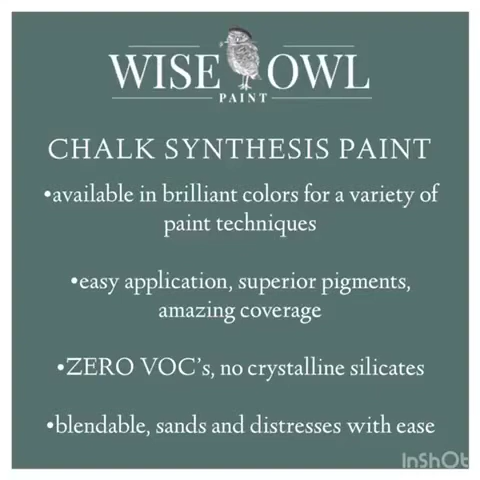 WISE OWL
PAINT
CHALK SYNTHESIS PAINT
•available in brilliant colors for a variety of
paint techniques
•easy application, superior pigments,
amazing coverage
•ZERO VOC's, no crystalline silicates
•blendable, sands and distresses with ease
InShOt